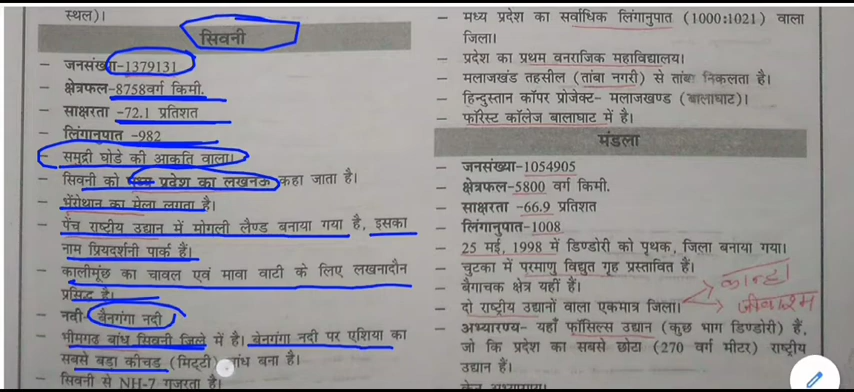 स्थल)।
सिवनी
– जनसंख्या-1379131
– क्षेत्रफल-8758वर्ग किमी.
– साक्षरता -72.1 प्रतिशत
– लिंगानुपात -982
– समुद्री घोडे की आकृति वाला।
– सिवनी को मध्य प्रदेश का लखनऊ कहा जाता है।
– भैरोथान का मेला लगता है।
– पेंच राष्ट्रीय उद्यान में मोगली लैण्ड बनाया गया है, इसका
नाम प्रियदर्शनी पार्क हैं।
– कालीमूंछ का चावल एवं मावा वाटी के लिए लखनादौन
प्रसिद्ध है।
– नदी- बैनगंगा नदी
– भीमगढ बांध सिवनी जिले में है। बेनगंगा नदी पर एशिया का
सबसे बडा कीचड़ (मिट्टी) बांध बना है।
सिवनी से NH-7 गुजरता है।
– मध्य प्रदेश का सर्वाधिक लिंगानुपात (1000:1021) वाला
जिला।
– प्रदेश का प्रथम वनराजिक महाविद्यालय।
– मलाजखंड तहसील (तांबा नगरी) से तांबा निकलता है।
– हिन्दुस्तान कॉपर प्रोजेक्ट- मलाजखण्ड (बालाघाट)।
– फॉरेस्ट कॉलेज बालाघाट में है।
मंडला
– जनसंख्या-1054905
– क्षेत्रफल-5800 वर्ग किमी.
– साक्षरता -66.9 प्रतिशत
– लिंगानुपात-1008
– 25 मई, 1998 में डिण्डोरी को पृथक, जिला बनाया गया।
– चुटका में परमाणु विद्युत गृह प्रस्तावित हैं।
– बैगाचक क्षेत्र यहीं हैं।
कान्हा
– दो राष्ट्रीय उद्यानों वाला एकमात्र जिला।
जीवाश्म
– अभ्यारण्य- यहाँ फॉसिल्स उद्यान (कुछ भाग डिण्डोरी) हैं,
जो कि प्रदेश का सबसे छोटा (270 वर्ग मीटर) राष्ट्रीय
उद्यान हैं।